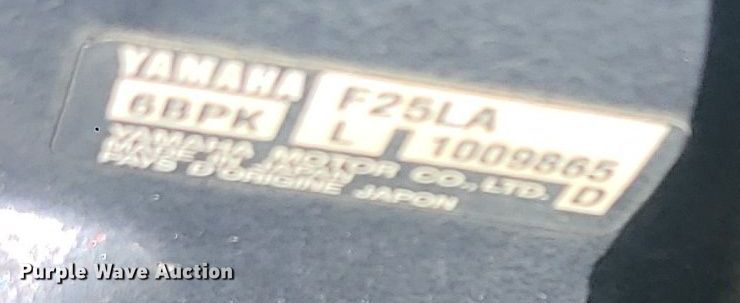 YAMAHA
6BPK
F25LA
L 1009865
D
YAMAHA MOTOR CO., LTD.
MADE IN JAPAN
PAYS D'ORIGINE JAPON
Purple Wave Auction